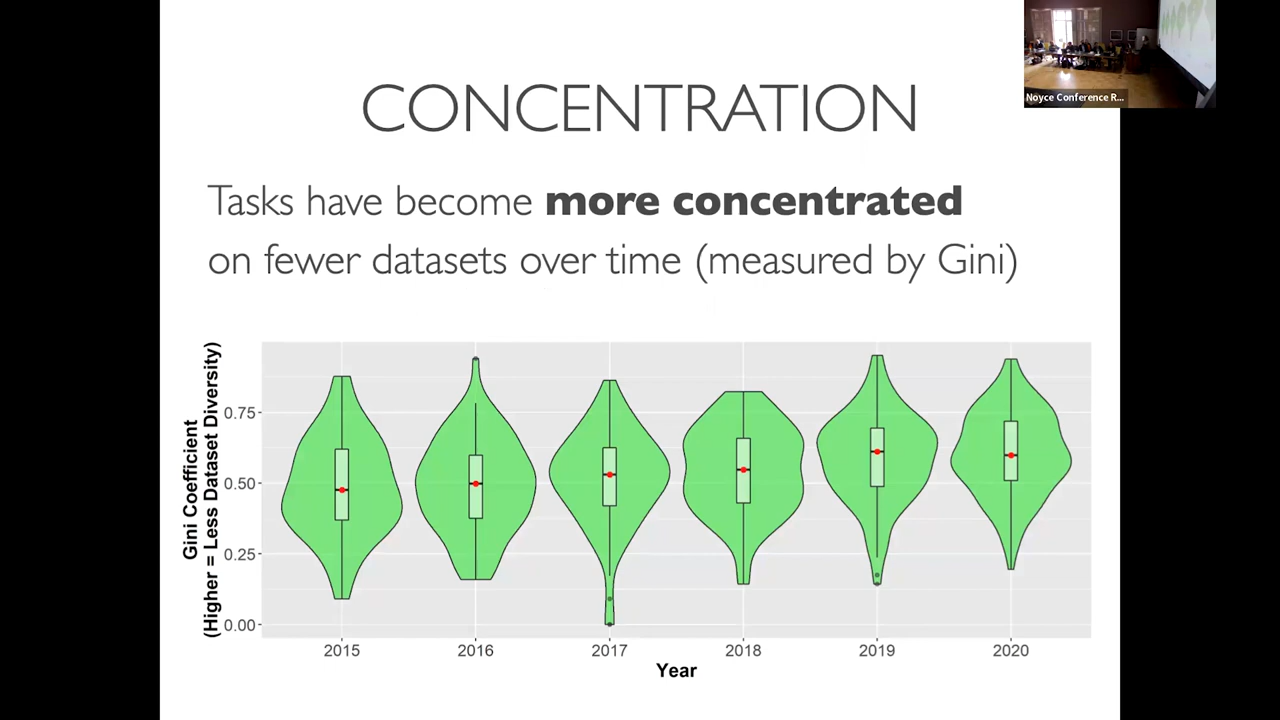 CONCENTRATION
Noyce Conference R...
Tasks have become more concentrated
on fewer datasets over time (measured by Gini)
Gini Coefficient
(Higher = Less Dataset Diversity)
0.75
0.50
0.25
0.00
2015 2016 2017 2018 2019 2020
Year